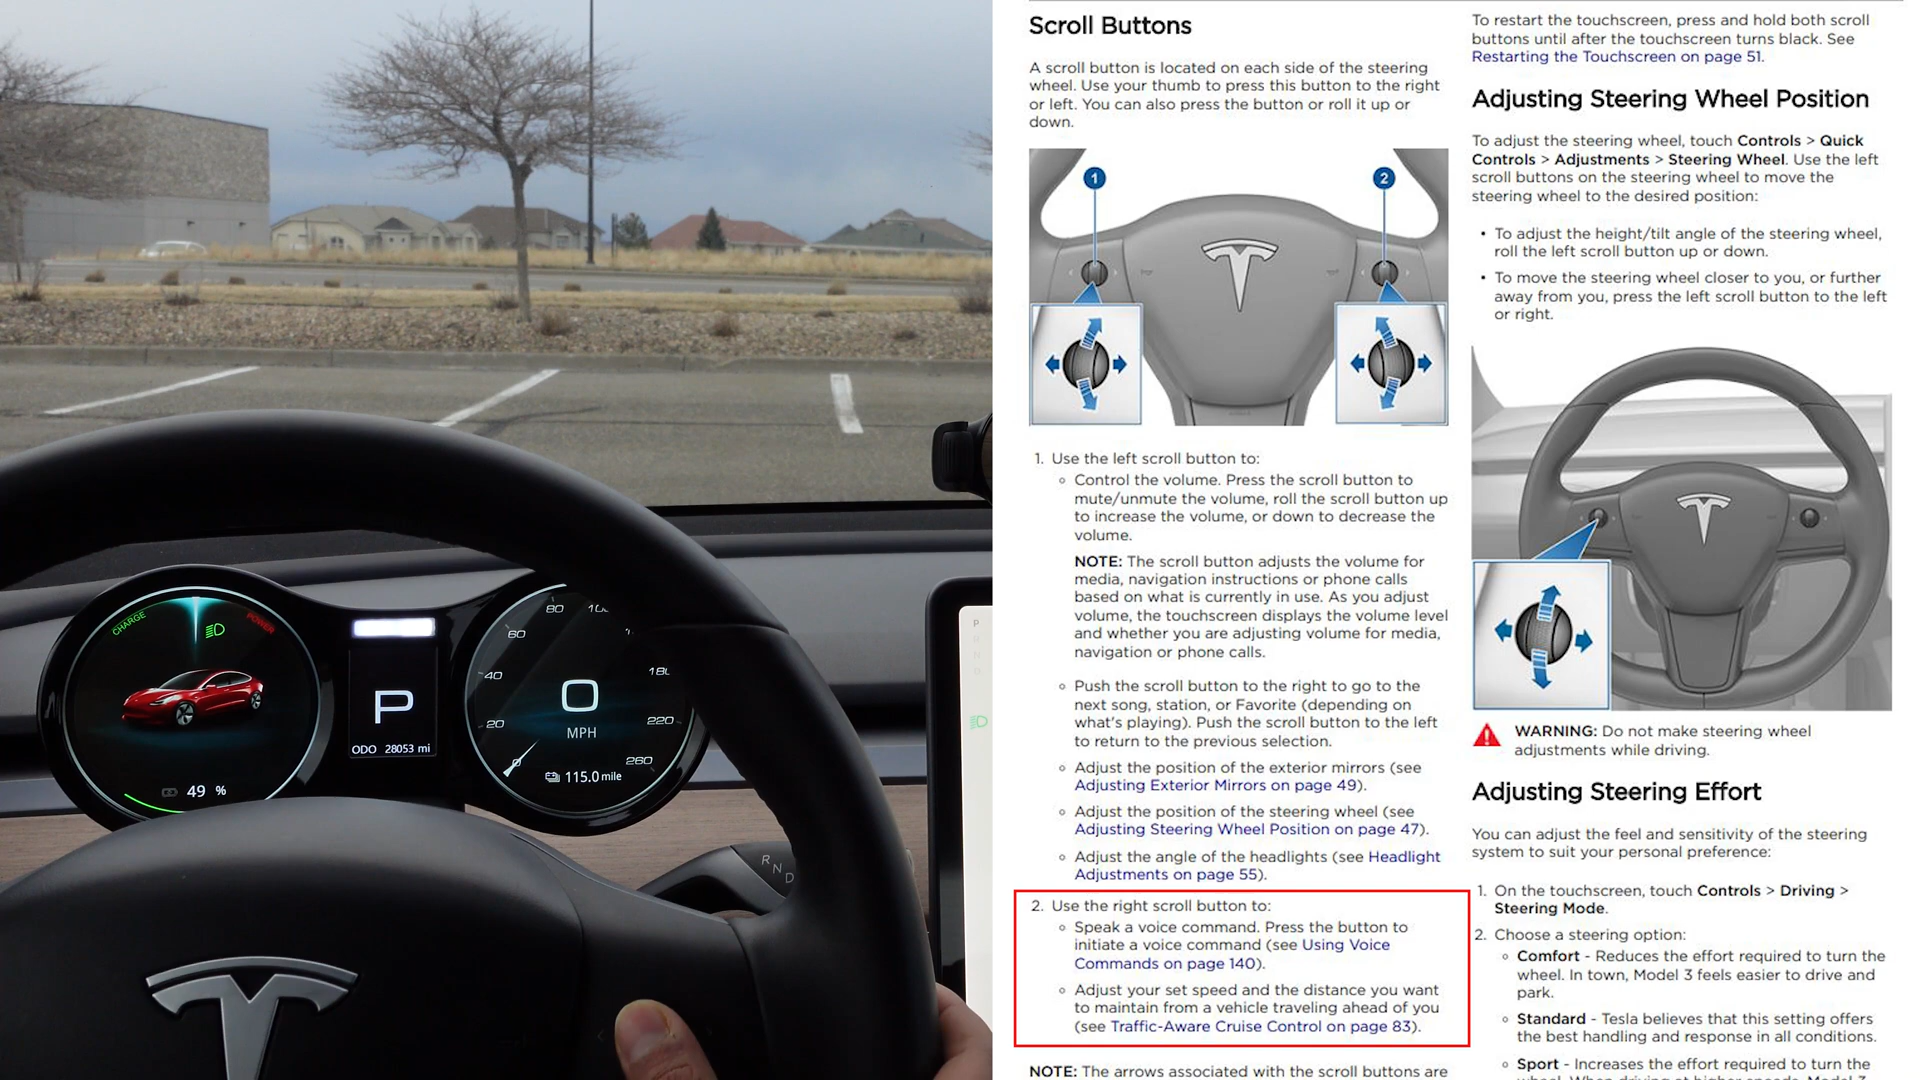 CHARGE
POWER
P
ODO 28053 mi
49 %
80
60
40
20
0
180
220
260
0
MPH
115.0 mile
R
N
D
P
Scroll Buttons
A scroll button is located on each side of the steering
wheel. Use your thumb to press this button to the right
or left. You can also press the button or roll it up or
down.
1
2
1. Use the left scroll button to:
Control the volume. Press the scroll button to
mute/unmute the volume, roll the scroll button up
to increase the volume, or down to decrease the
volume.
NOTE: The scroll button adjusts the volume for
media, navigation instructions or phone calls
based on what is currently in use. As you adjust
volume, the touchscreen displays the volume level
and whether you are adjusting volume for media,
navigation or phone calls.
Push the scroll button to the right to go to the
next song, station, or Favorite (depending on
what's playing). Push the scroll button to the left
to return to the previous selection.
Adjust the position of the exterior mirrors (see
Adjusting Exterior Mirrors on page 49).
Adjust the position of the steering wheel (see
Adjusting Steering Wheel Position on page 47).
Adjust the angle of the headlights (see Headlight
Adjustments on page 55).
2. Use the right scroll button to:
Speak a voice command. Press the button to
initiate a voice command (see Using Voice
Commands on page 140).
Adjust your set speed and the distance you want
to maintain from a vehicle traveling ahead of you
(see Traffic-Aware Cruise Control on page 83).
NOTE: The arrows associated with the scroll buttons are
To restart the touchscreen, press and hold both scroll
buttons until after the touchscreen turns black. See
Restarting the Touchscreen on page 51.
Adjusting Steering Wheel Position
To adjust the steering wheel, touch Controls > Quick
Controls > Adjustments > Steering Wheel. Use the left
scroll buttons on the steering wheel to move the
steering wheel to the desired position:
• To adjust the height/tilt angle of the steering wheel,
roll the left scroll button up or down.
• To move the steering wheel closer to you, or further
away from you, press the left scroll button to the left
or right.
WARNING: Do not make steering wheel
adjustments while driving.
Adjusting Steering Effort
You can adjust the feel and sensitivity of the steering
system to suit your personal preference:
1. On the touchscreen, touch Controls > Driving >
Steering Mode.
2. Choose a steering option:
Comfort - Reduces the effort required to turn the
wheel. In town, Model 3 feels easier to drive and
park.
Standard - Tesla believes that this setting offers
the best handling and response in all conditions.
Sport - Increases the effort required to turn the